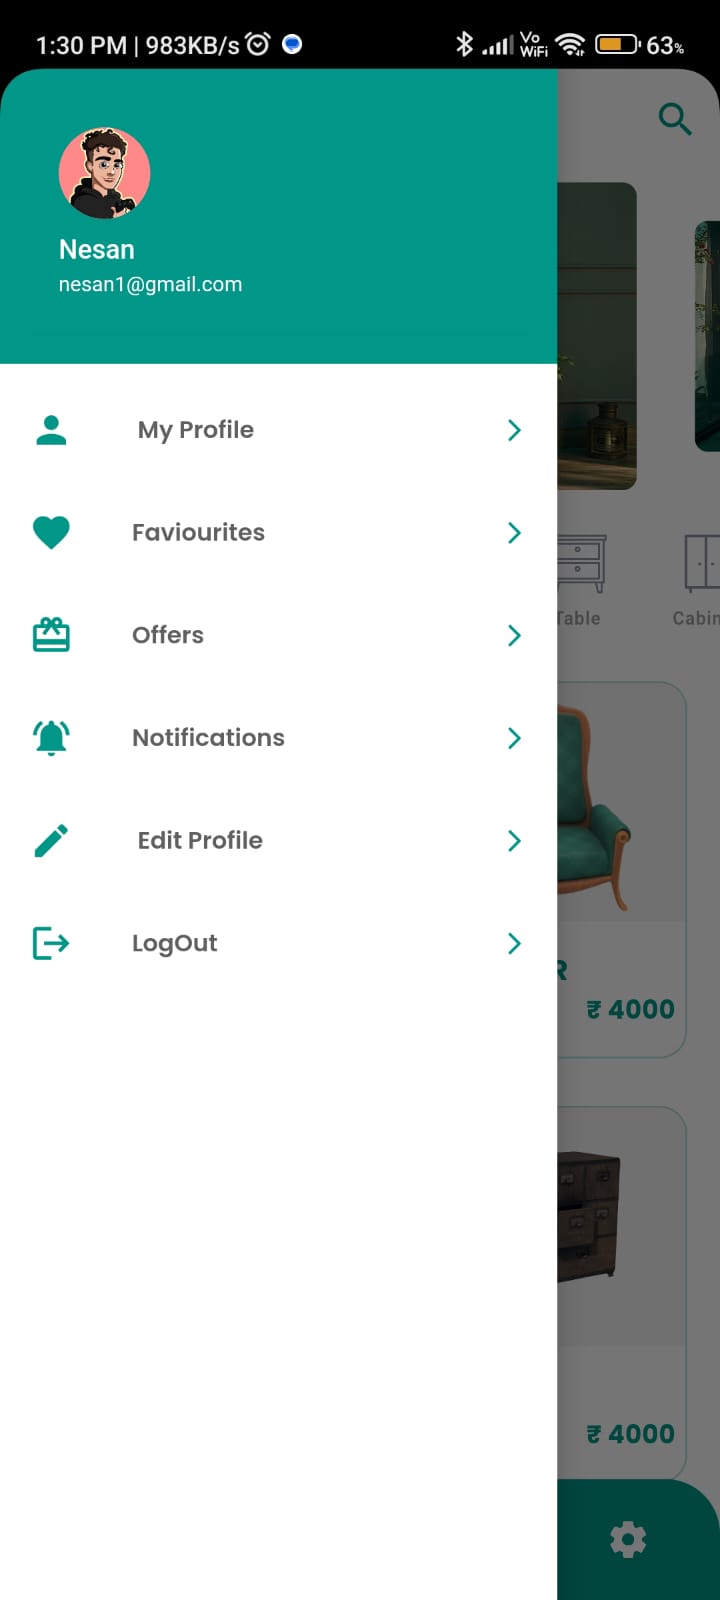 1:30 PM | 983KB/s
Vo
WiFi
63%
Nesan
nesan1@gmail.com
My Profile
Faviourites
Offers
Notifications
Edit Profile
LogOut
Table
Cabin
R
₹ 4000
₹ 4000